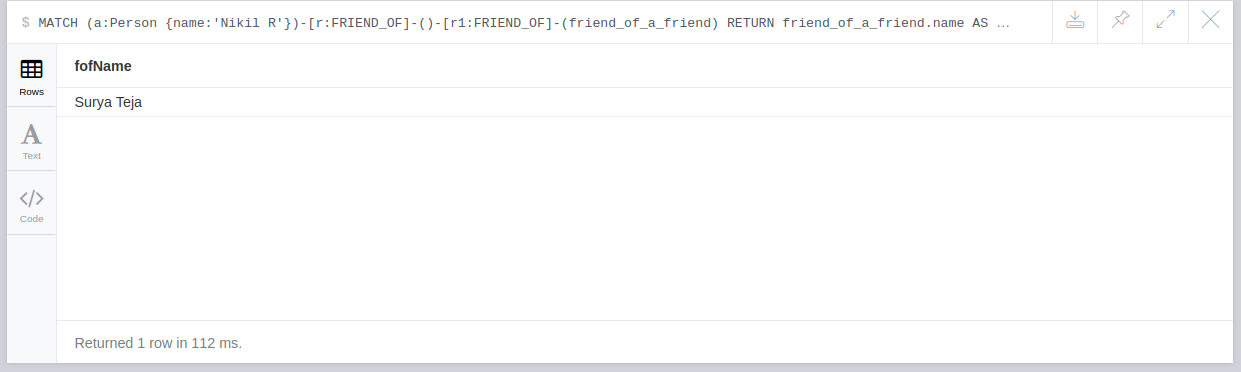 $ MATCH (a:Person {name:'Nikil R'})-[r:FRIEND_OF]-()-[r1:FRIEND_OF]-(friend_of_a_friend) RETURN friend_of_a_friend.name AS ...
Rows
fofName
Surya Teja
A
Text
</>
Code
Returned 1 row in 112 ms.